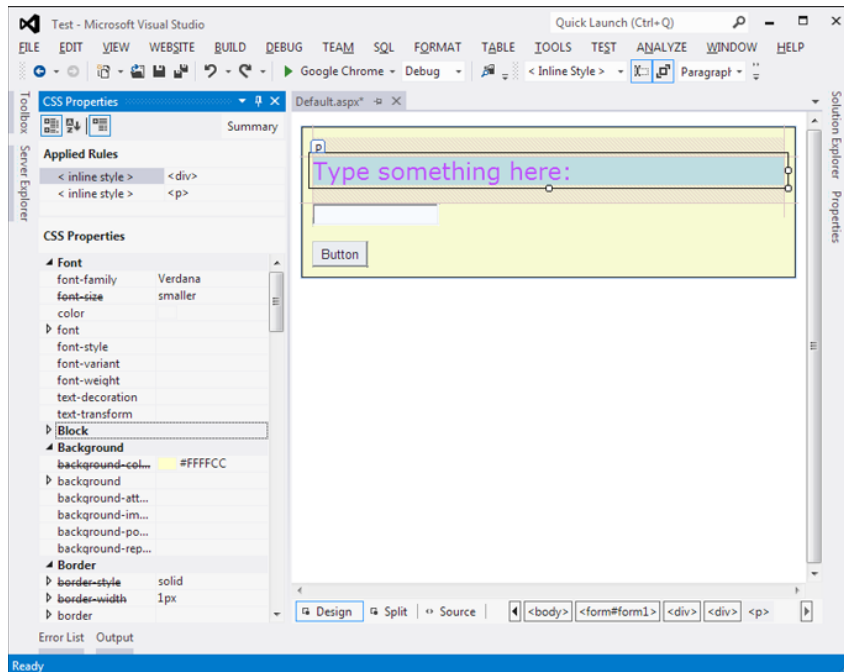 Test - Microsoft Visual Studio
Quick Launch (Ctrl+Q)
FILE EDIT VIEW WEBSITE BUILD DEBUG TEAM SQL FORMAT TABLE TOOLS TEST ANALYZE WINDOW HELP
Google Chrome Debug < Inline Style > Paragraph
Toolbox
Server Explorer
CSS Properties
Summary
Applied Rules
< inline style > <div>
< inline style > <p>
CSS Properties
Font
font-family Verdana
font-size smaller
color
font
font-style
font-variant
font-weight
text-decoration
text-transform
Block
Background
background-col... #FFFFCC
background
background-att...
background-im...
background-po...
background-rep...
Border
border-style solid
border-width 1px
border
Default.aspx*
p
Type something here:
Button
Design Split Source <body> <form#form1> <div> <div> <p>
Solution Explorer
Properties
Error List Output
Ready